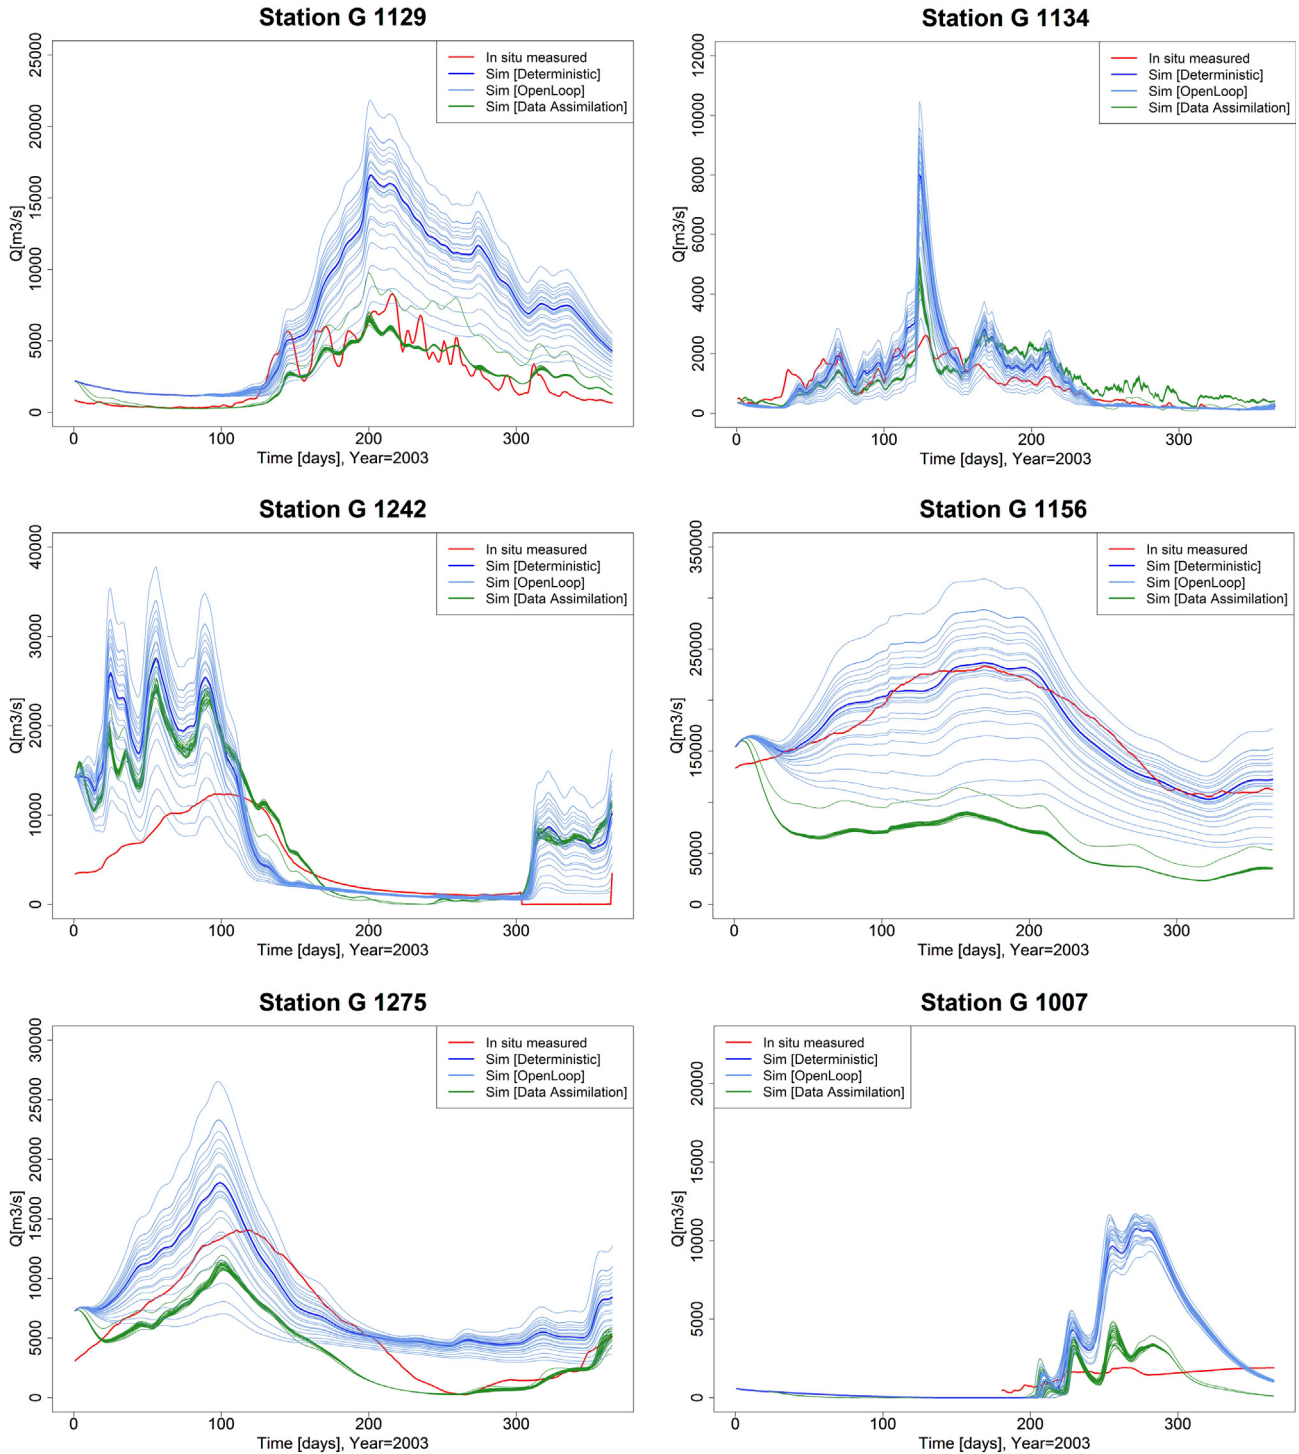 Station G 1129
Q[m3/s]
0 5000 10000 15000 20000 25000
In situ measured
Sim [Deterministic]
Sim [OpenLoop]
Sim [Data Assimilation]
0 100 200 300
Time [days], Year=2003
Station G 1134
Q[m3/s]
0 2000 4000 6000 8000 10000 12000
In situ measured
Sim [Deterministic]
Sim [OpenLoop]
Sim [Data Assimilation]
0 100 200 300
Time [days], Year=2003
Station G 1242
Q[m3/s]
0 10000 20000 30000 40000
In situ measured
Sim [Deterministic]
Sim [OpenLoop]
Sim [Data Assimilation]
0 100 200 300
Time [days], Year=2003
Station G 1156
Q[m3/s]
0 50000 150000 250000 350000
In situ measured
Sim [Deterministic]
Sim [OpenLoop]
Sim [Data Assimilation]
0 100 200 300
Time [days], Year=2003
Station G 1275
Q[m3/s]
0 5000 10000 15000 20000 25000 30000
In situ measured
Sim [Deterministic]
Sim [OpenLoop]
Sim [Data Assimilation]
0 100 200 300
Time [days], Year=2003
Station G 1007
Q[m3/s]
0 5000 10000 15000 20000
In situ measured
Sim [Deterministic]
Sim [OpenLoop]
Sim [Data Assimilation]
0 100 200 300
Time [days], Year=2003